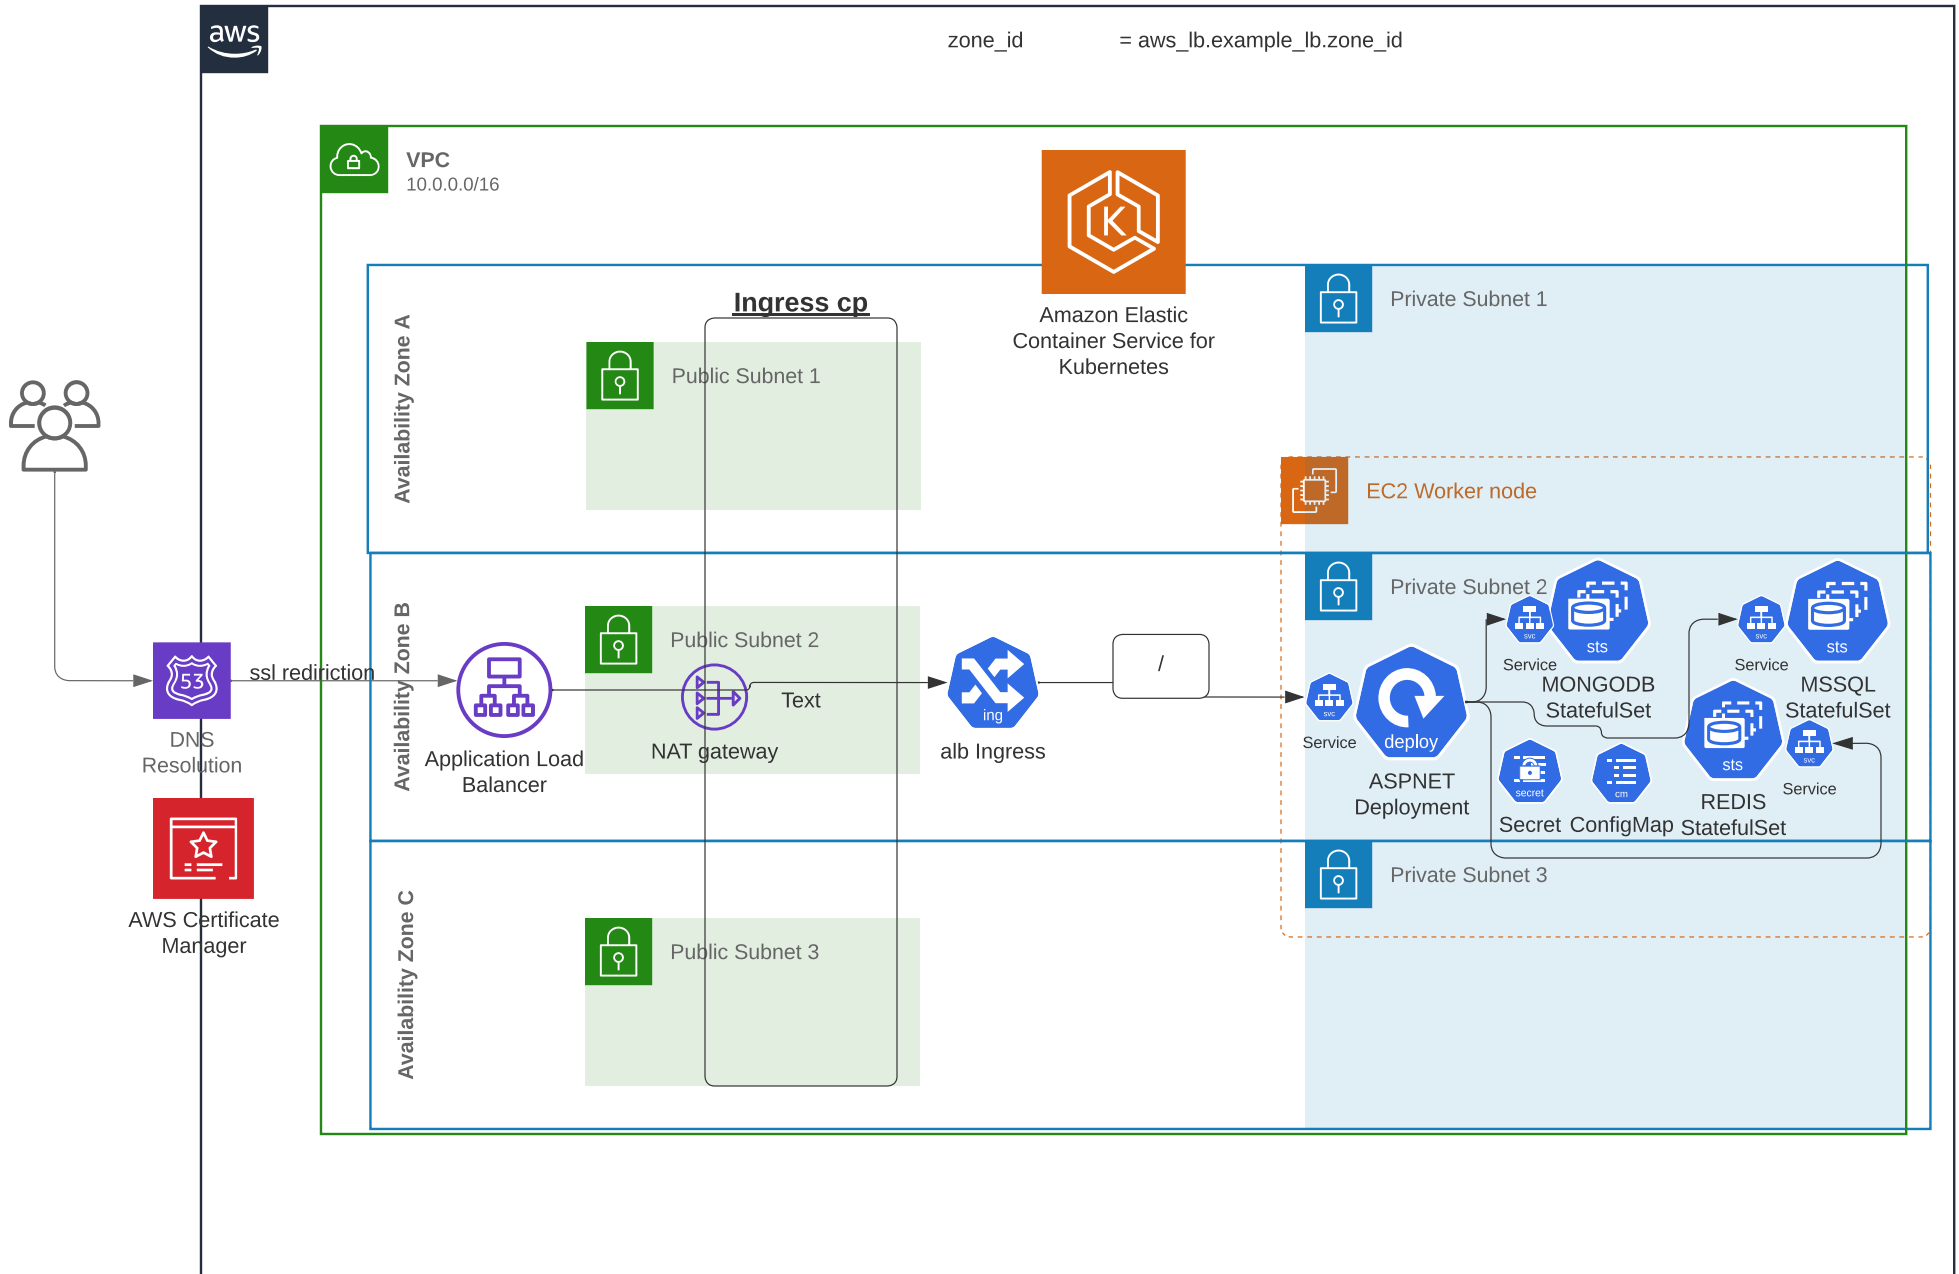 aws
zone_id = aws_lb.example_lb.zone_id
VPC
10.0.0.0/16
K
Amazon Elastic
Container Service for
Kubernetes
Availability Zone A
Ingress cp
Public Subnet 1
Private Subnet 1
EC2 Worker node
Availability Zone B
Public Subnet 2
Private Subnet 2
53
DNS
Resolution
ssl rediriction
Application Load
Balancer
NAT gateway
Text
ing
alb Ingress
/
svc
Service
deploy
ASPNET
Deployment
svc
Service
sts
MONGODB
StatefulSet
svc
Service
sts
MSSQL
StatefulSet
secret
Secret
cm
ConfigMap
sts
REDIS
StatefulSet
svc
Service
AWS Certificate
Manager
Availability Zone C
Public Subnet 3
Private Subnet 3